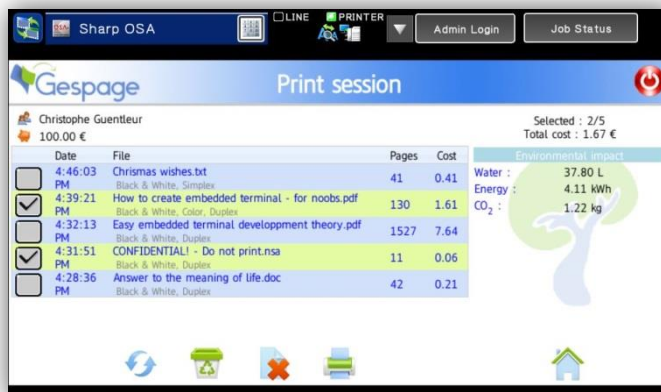 Sharp OSA
LINE
PRINTER
Admin Login
Job Status
Gespage
Print session
Christophe Guentleur
100.00 €
Selected : 2/5
Total cost : 1.67 €
Date File Pages Cost
4:46:03 PM Chrismas wishes.txt 41 0.41
Black & White, Simplex
4:39:21 PM How to create embedded terminal - for noobs.pdf 130 1.61
Black & White, Color, Duplex
4:32:13 PM Easy embedded terminal developpment theory.pdf 1527 7.64
Black & White, Duplex
4:31:51 PM CONFIDENTIAL! - Do not print.nsa 11 0.06
Black & White, Duplex
4:28:36 PM Answer to the meaning of life.doc 42 0.21
Black & White, Duplex
Environmental impact
Water : 37.80 L
Energy : 4.11 kWh
CO2 : 1.22 kg